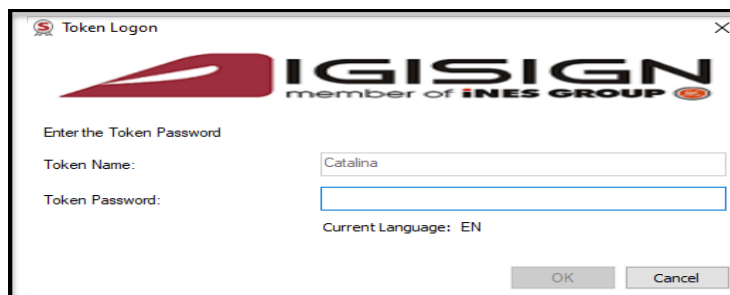 Token Logon
DIGISIGN
member of iNES GROUP
Enter the Token Password
Token Name: Catalina
Token Password:
Current Language: EN
OK Cancel